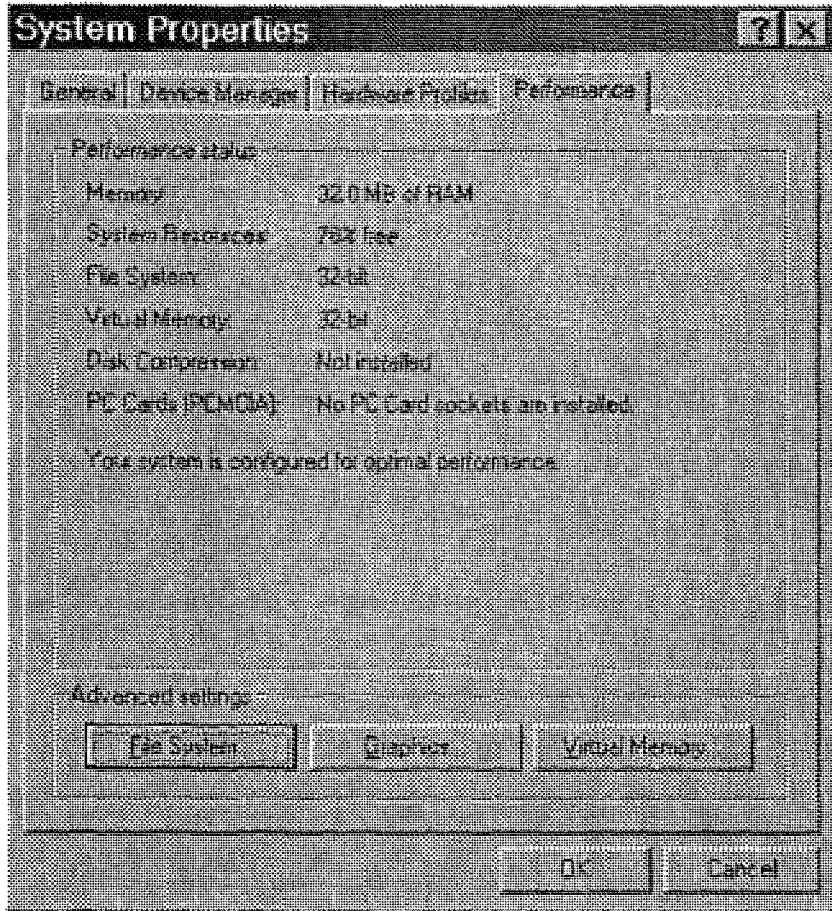 System Properties
General Device Manager Hardware Profiles Performance
Performance status
Memory: 32.0 MB of RAM
System Resources: free
File System: 32-bit
Virtual Memory: 32-bit
Disk Compression: Not installed
PC Cards (PCMCIA): No PC Card sockets are installed.
Your system is configured for optimal performance.
Advanced settings
File System... Graphics... Virtual Memory...
OK Cancel